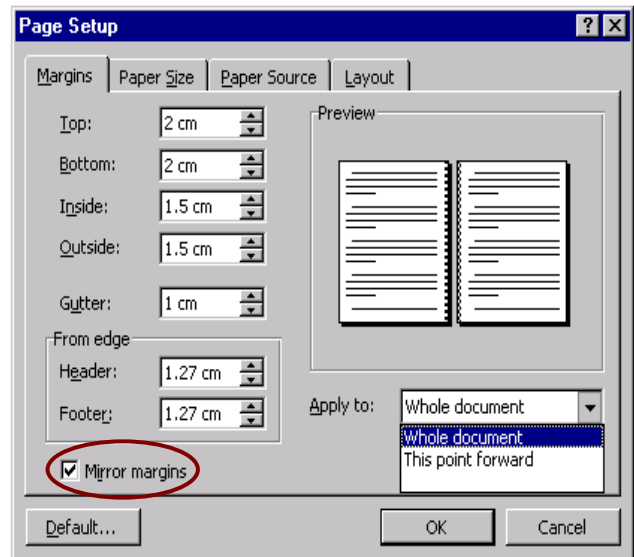 Page Setup
Margins Paper Size Paper Source Layout
Top: 2 cm
Bottom: 2 cm
Inside: 1.5 cm
Outside: 1.5 cm
Gutter: 1 cm
From edge
Header: 1.27 cm
Footer: 1.27 cm
Mirror margins
Preview
Apply to: Whole document
Whole document
This point forward
Default... OK Cancel